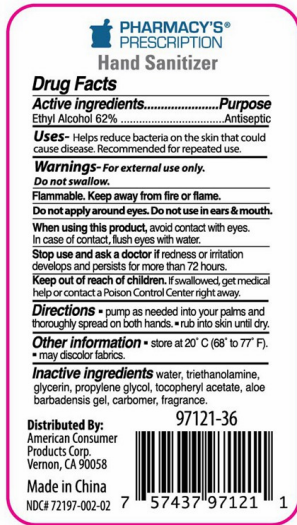 PHARMACY'S®
PRESCRIPTION
Hand Sanitizer
Drug Facts
Active ingredients.......................Purpose
Ethyl Alcohol 62% ................................Antiseptic
Uses- Helps reduce bacteria on the skin that could
cause disease. Recommended for repeated use.
Warnings- For external use only.
Do not swallow.
Flammable. Keep away from fire or flame.
Do not apply around eyes. Do not use in ears & mouth.
When using this product, avoid contact with eyes.
In case of contact, flush eyes with water.
Stop use and ask a doctor if redness or irritation
develops and persists for more than 72 hours.
Keep out of reach of children. If swallowed, get medical
help or contact a Poison Control Center right away.
Directions ▪ pump as needed into your palms and
thoroughly spread on both hands. ▪ rub into skin until dry.
Other information ▪ store at 20˚ C (68˚ to 77˚ F).
▪ may discolor fabrics.
Inactive ingredients water, triethanolamine,
glycerin, propylene glycol, tocopheryl acetate, aloe
barbadensis gel, carbomer, fragrance.
Distributed By:
American Consumer
Products Corp.
Vernon, CA 90058
Made in China
NDC# 72197-002-02
97121-36
7 57437 97121 1